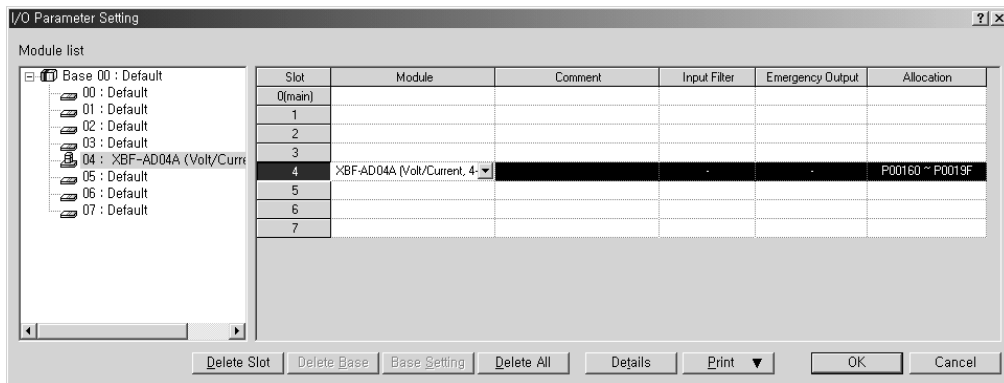 I/O Parameter Setting
Module list
Base 00 : Default
00 : Default
01 : Default
02 : Default
03 : Default
04 : XBF-AD04A (Volt/Curre
05 : Default
06 : Default
07 : Default
Slot Module Comment Input Filter Emergency Output Allocation
0(main)
1
2
3
4 XBF-AD04A (Volt/Current, 4- - - P00160 ~ P0019F
5
6
7
Delete Slot Delete Base Base Setting Delete All Details Print ▼ OK Cancel